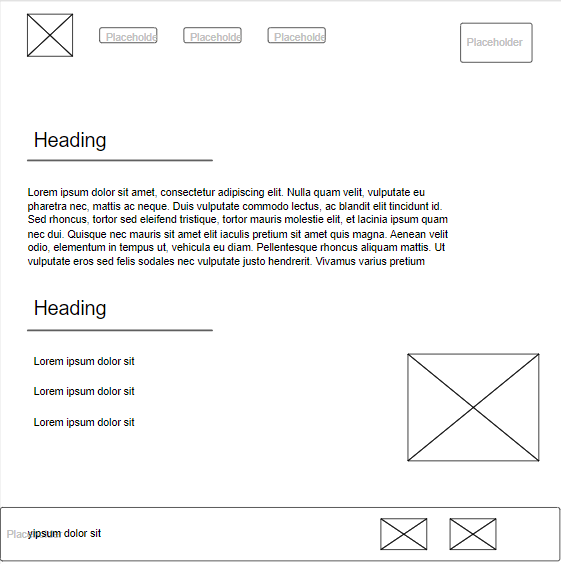 Placeholde
Placeholde
Placeholde
Placeholder
Heading
Lorem ipsum dolor sit amet, consectetur adipiscing elit. Nulla quam velit, vulputate eu
pharetra nec, mattis ac neque. Duis vulputate commodo lectus, ac blandit elit tincidunt id.
Sed rhoncus, tortor sed eleifend tristique, tortor mauris molestie elit, et lacinia ipsum quam
nec dui. Quisque nec mauris sit amet elit iaculis pretium sit amet quis magna. Aenean velit
odio, elementum in tempus ut, vehicula eu diam. Pellentesque rhoncus aliquam mattis. Ut
vulputate eros sed felis sodales nec vulputate justo hendrerit. Vivamus varius pretium
Heading
Lorem ipsum dolor sit
Lorem ipsum dolor sit
Lorem ipsum dolor sit
dolor sit